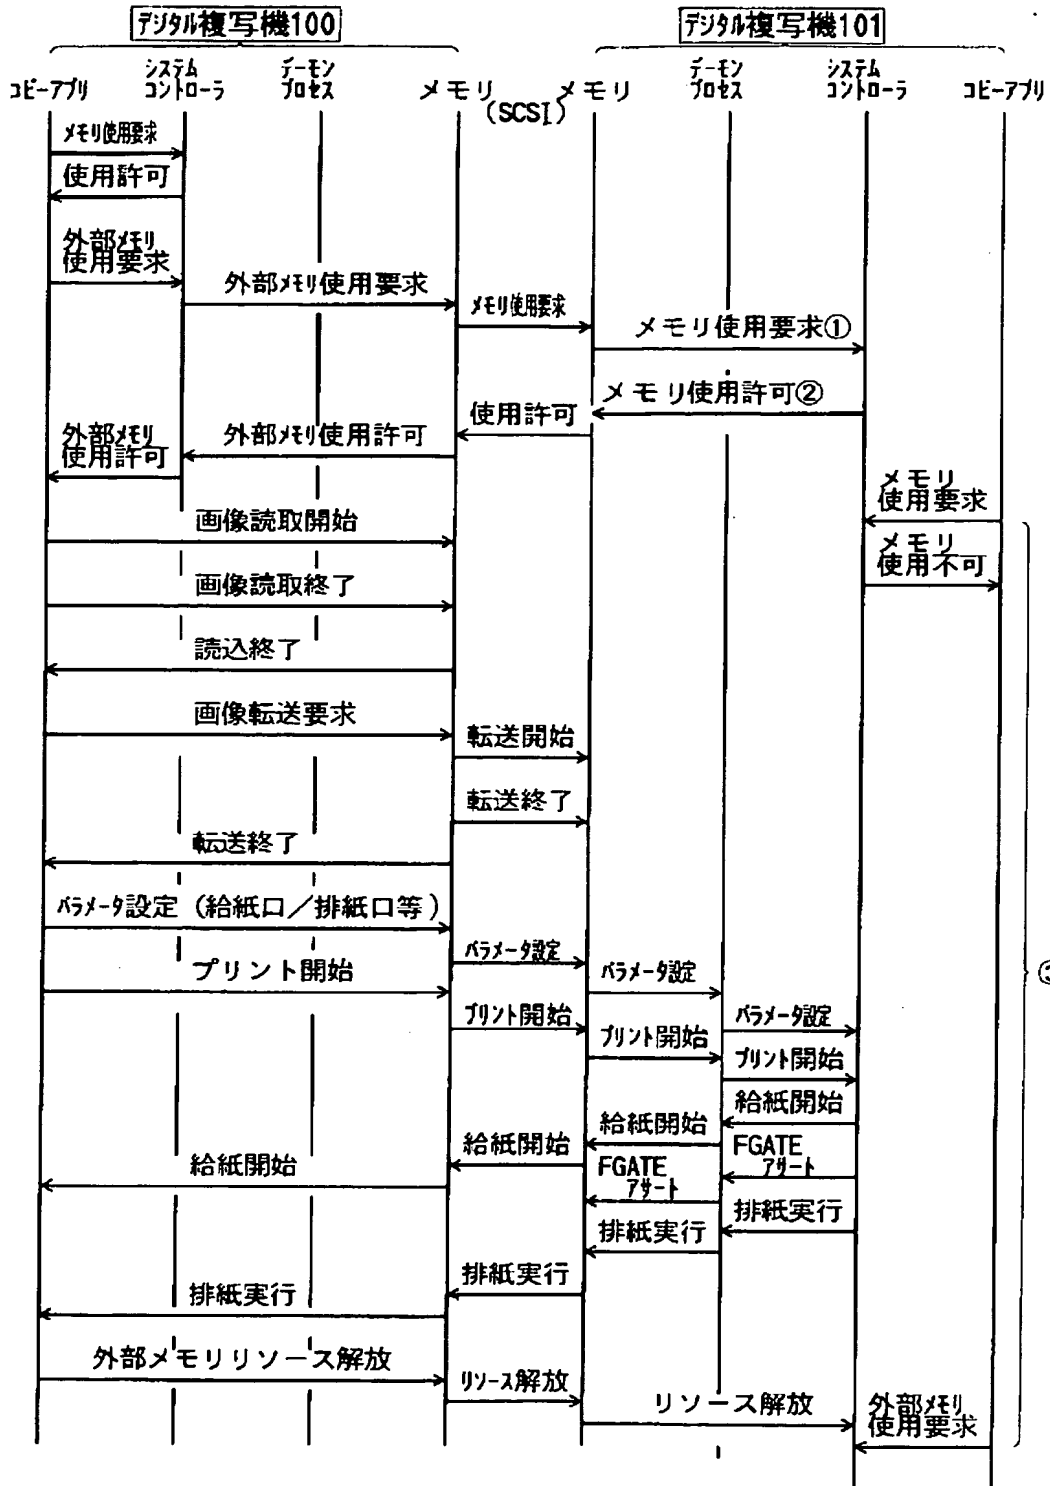 デジタル複写機100
デジタル複写機101
コピーアプリ
システム
コントローラ
デーモン
プロセス
メモリ
(SCSI)
メモリ
デーモン
プロセス
システム
コントローラ
コピーアプリ
メモリ使用要求
使用許可
外部メモリ
使用要求
外部メモリ使用要求
メモリ使用要求
メモリ使用要求①
メモリ使用許可②
使用許可
外部メモリ使用許可
外部メモリ
使用許可
メモリ
使用要求
画像読取開始
メモリ
使用不可
画像読取終了
読込終了
画像転送要求
転送開始
転送終了
転送終了
パラメータ設定(給紙口/排紙口等)
パラメータ設定
プリント開始
パラメータ設定
プリント開始
パラメータ設定
プリント開始
プリント開始
給紙開始
給紙開始
給紙開始
給紙開始
FGATE
アサート
FGATE
アサート
排紙実行
排紙実行
排紙実行
排紙実行
外部メモリリソース解放
リソース解放
リソース解放
外部メモリ
使用要求